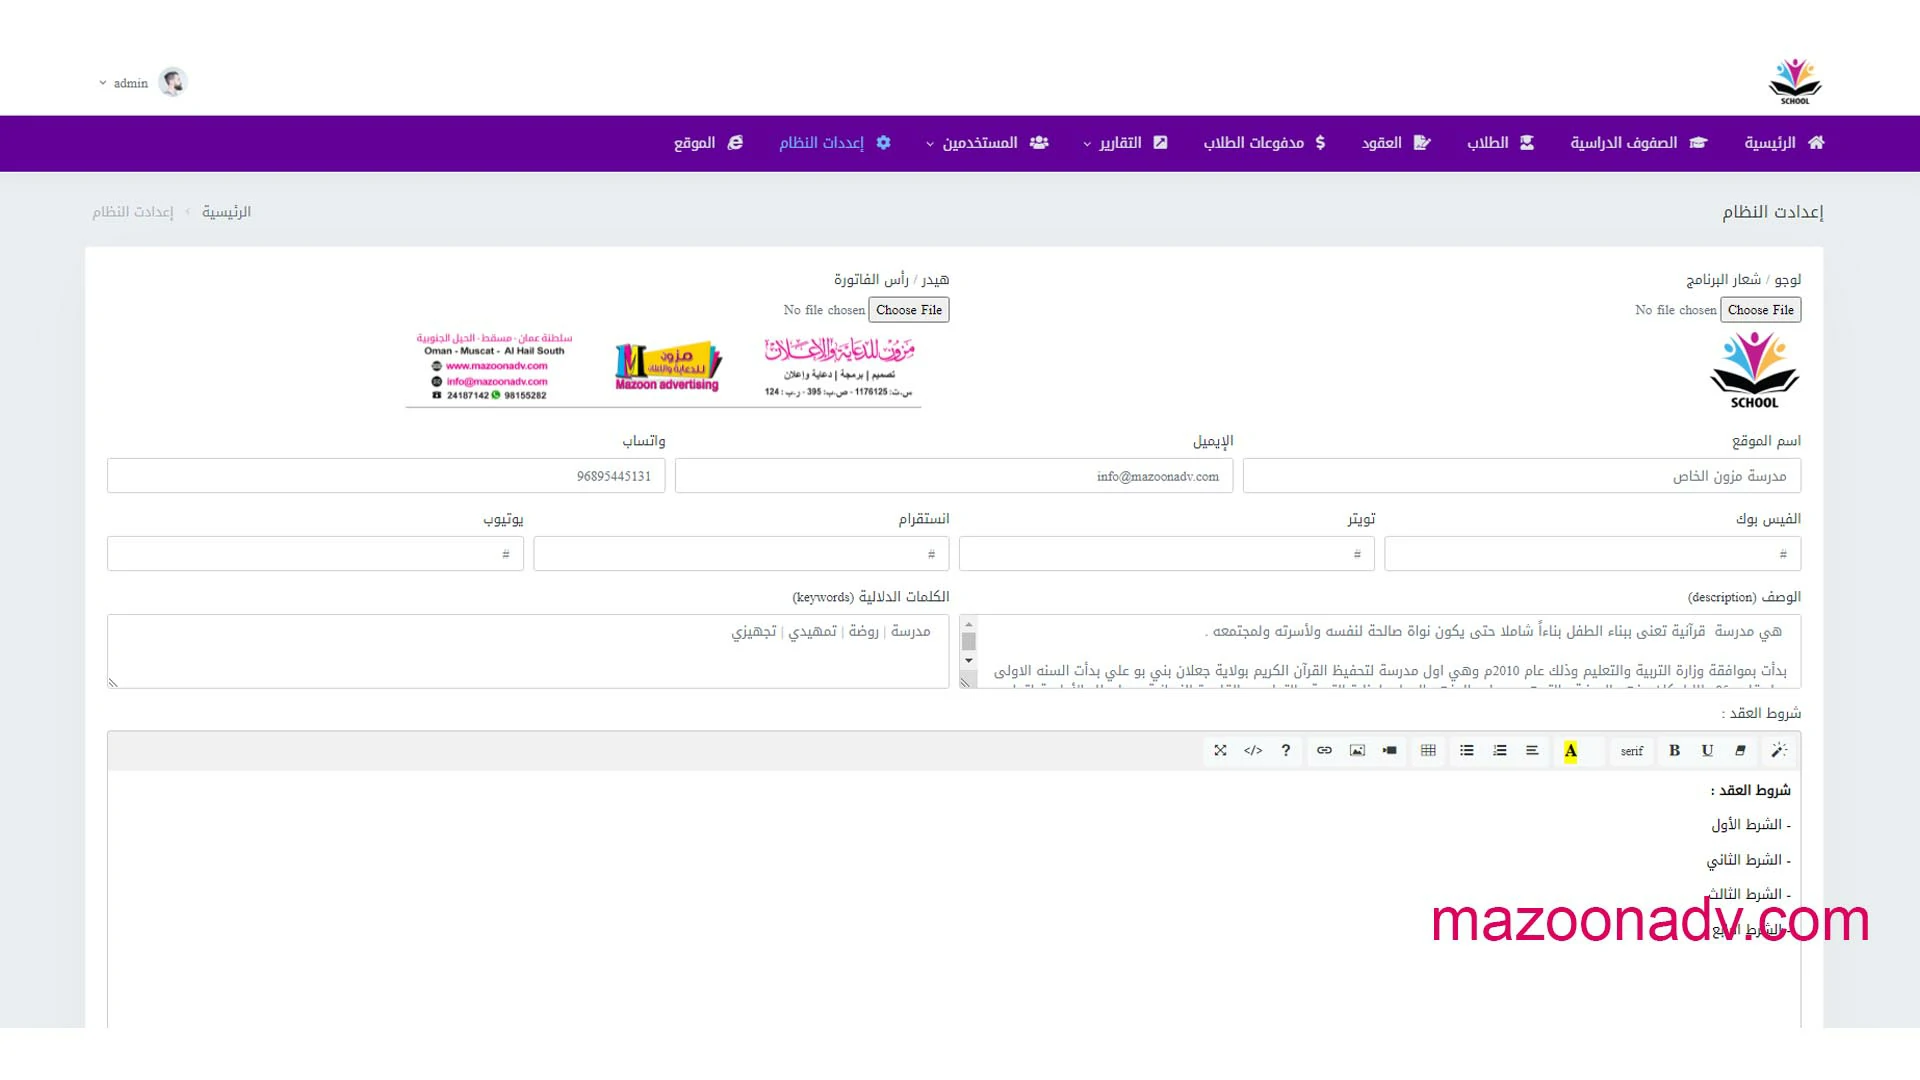 admin
SCHOOL
الرئيسية
الصفوف الدراسية
الطلاب
العقود
مدفوعات الطلاب
التقارير
المستخدمين
إعددات النظام
الموقع
إعدادت النظام
الرئيسية
إعدادت النظام
لوجو / شعار البرنامج
هيدر / رأس الفاتورة
Choose File No file chosen
Choose File No file chosen
SCHOOL
مزون للدعاية والإعلان
تصميم | برمجة | دعاية وإعلان
س.ت: 1176125 - ص.ب: 395 - ر.ب : 124
مزون
للدعاية والإعلان
Mazoon advertising
سلطنة عمان - مسقط - الحيل الجنوبية
Oman - Muscat - Al Hail South
www.mazoonadv.com
info@mazoonadv.com
24187142 98155282
اسم الموقع
الإيميل
واتساب
مدرسة مزون الخاص
info@mazoonadv.com
96895445131
الفيس بوك
تويتر
انستقرام
يوتيوب
#
#
#
#
الوصف (description)
الكلمات الدلالية (keywords)
هي مدرسة قرآنية تعنى ببناء الطفل بناءاً شاملا حتى يكون نواة صالحة لنفسه ولأسرته ولمجتمعه .
بدأت بموافقة وزارة التربية والتعليم وذلك عام 2010م وهي اول مدرسة لتحفيظ القرآن الكريم بولاية جعلان بني بو علي بدأت السنه الاولى
مدرسة | روضة | تمهيدي | تجهيزي
شروط العقد :
serif
B
U
A
شروط العقد :
- الشرط الأول
- الشرط الثاني
- الشرط الثالث
mazoonadv.com